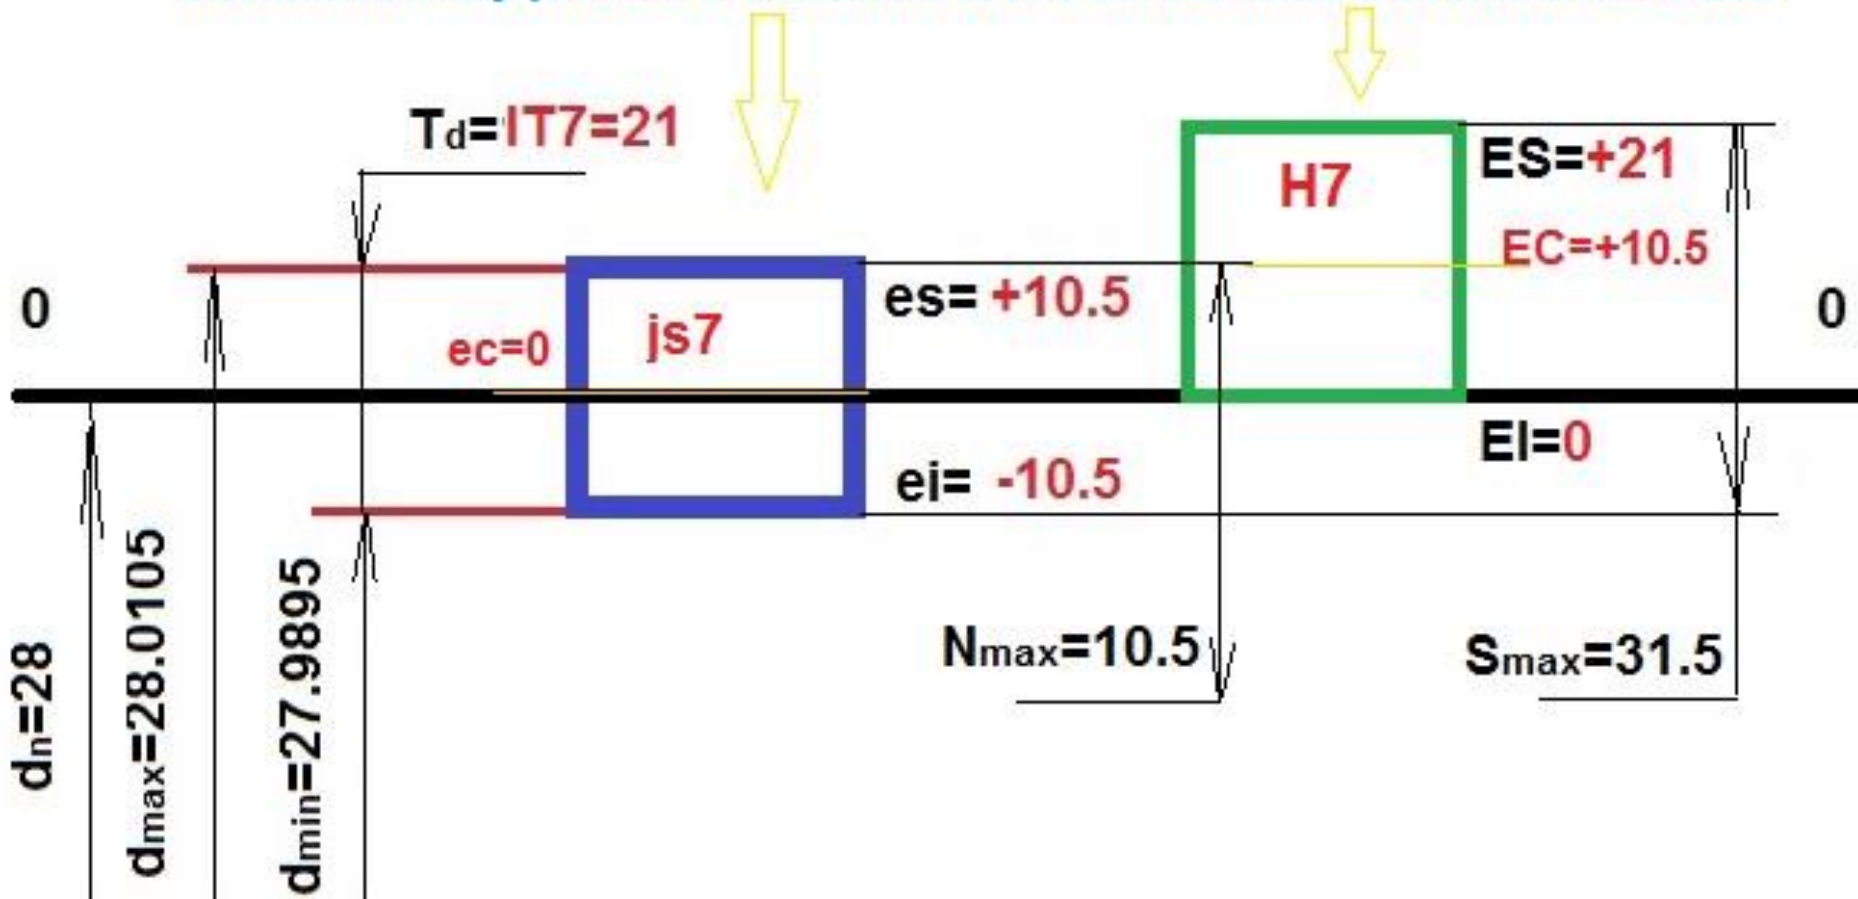 Td=IT7=21
ES=+21
H7
EC=+10.5
0
es= +10.5
0
js7
ec=0
EI=0
ei= -10.5
Nmax=10.5
Smax=31.5
dn=28
dmax=28.0105
dmin=27.9895